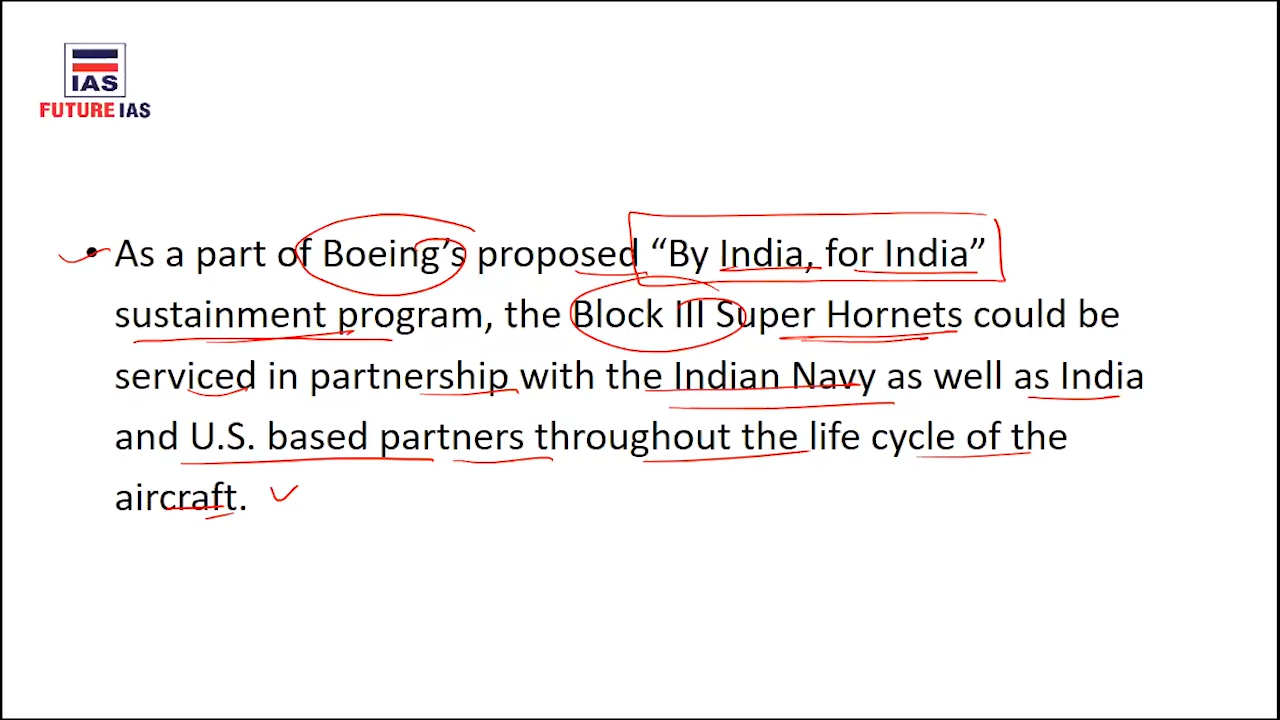 IAS
FUTURE IAS
• As a part of Boeing’s proposed “By India, for India”
sustainment program, the Block III Super Hornets could be
serviced in partnership with the Indian Navy as well as India
and U.S. based partners throughout the life cycle of the
aircraft.